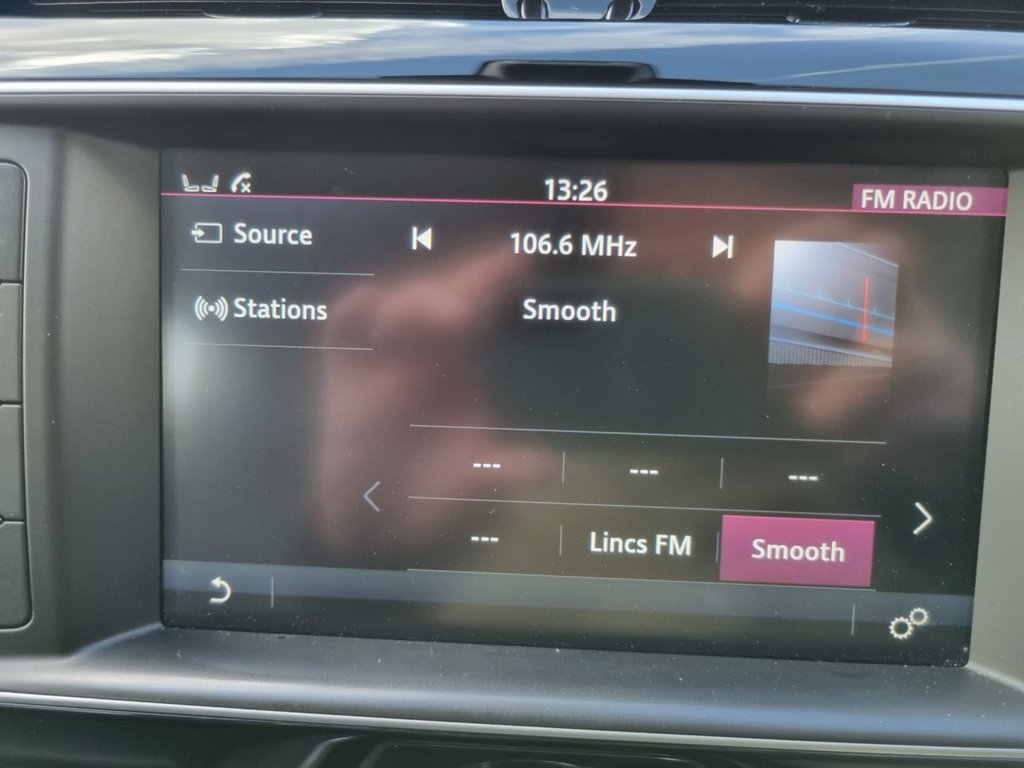 13:26
FM RADIO
Source
106.6 MHz
Stations
Smooth
--- --- ---
--- Lincs FM Smooth